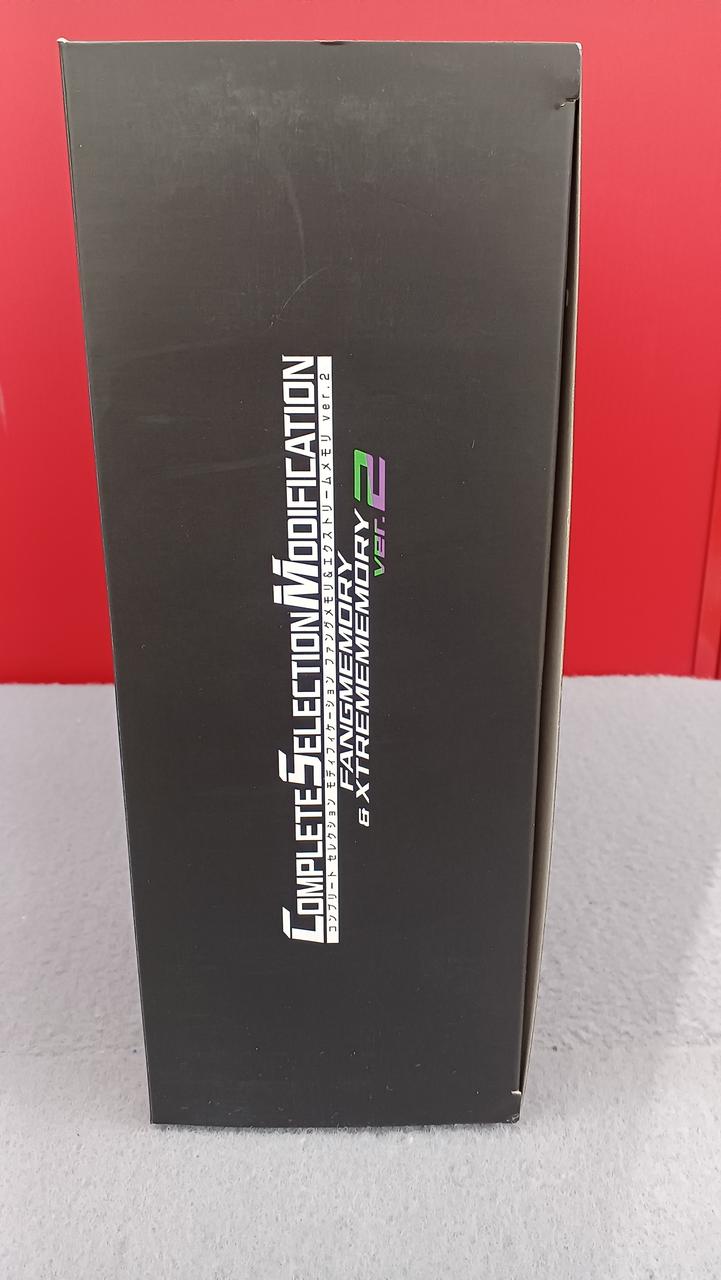 COMPLETE SELECTION MODIFICATION
コンプリート セレクション モディフィケーション ファングメモリ&エクストリームメモリ ver.2
FANGMEMORY
& XTREMEMEMORY ver.2